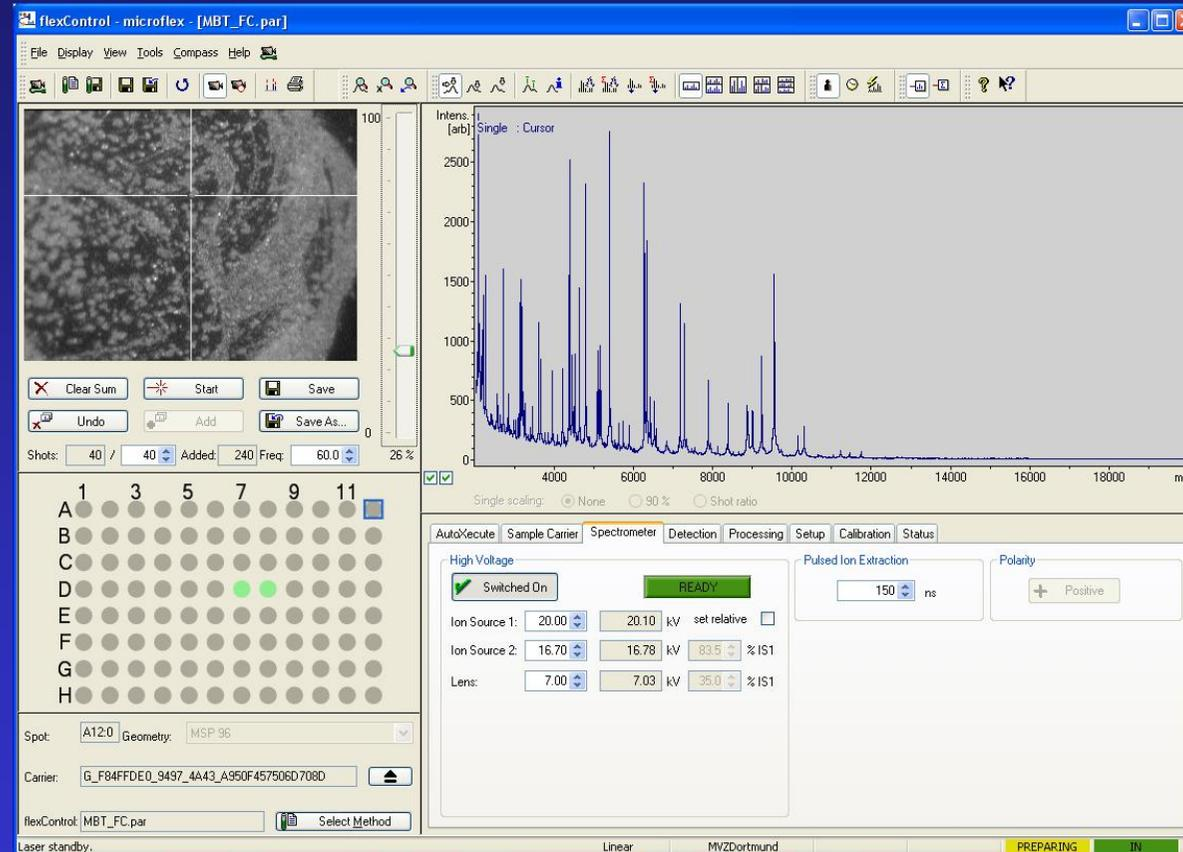 flexControl - microflex - [MBT_FC.par]
File Display View Tools Compass Help
100
0
26 %
Clear Sum Start Save
Undo Add Save As...
Shots: 40 / 40 Added: 240 Freq: 60.0
1 3 5 7 9 11
A
B
C
D
E
F
G
H
Spot: A12:0 Geometry: MSP 96
Carrier: G_F84FFDE0_9497_4A43_A950F457506D708D
flexControl: MBT_FC.par Select Method
Intens. [arb]
Single : Cursor
2500
2000
1500
1000
500
0
4000 6000 8000 10000 12000 14000 16000 18000 m
Single scaling: None 90 % Shot ratio
AutoXecute Sample Carrier Spectrometer Detection Processing Setup Calibration Status
High Voltage Pulsed Ion Extraction Polarity
Switched On READY 150 ns Positive
Ion Source 1: 20.00 20.10 kV set relative
Ion Source 2: 16.70 16.78 kV 83.5 % IS1
Lens: 7.00 7.03 kV 35.0 % IS1
Laser standby. Linear MVZDortmund PREPARING IN